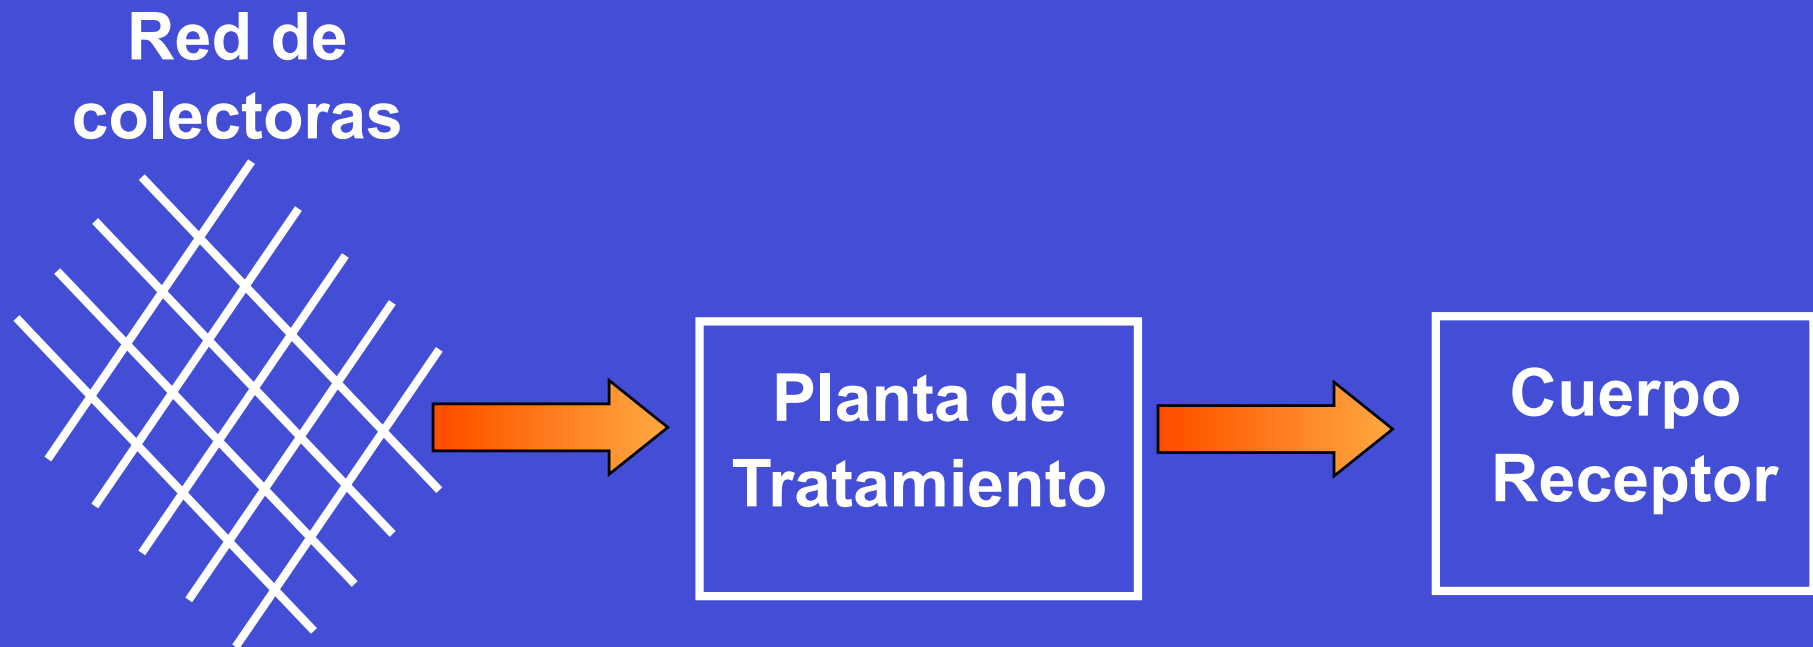 Red de
colectoras
Planta de
Tratamiento
Cuerpo
Receptor